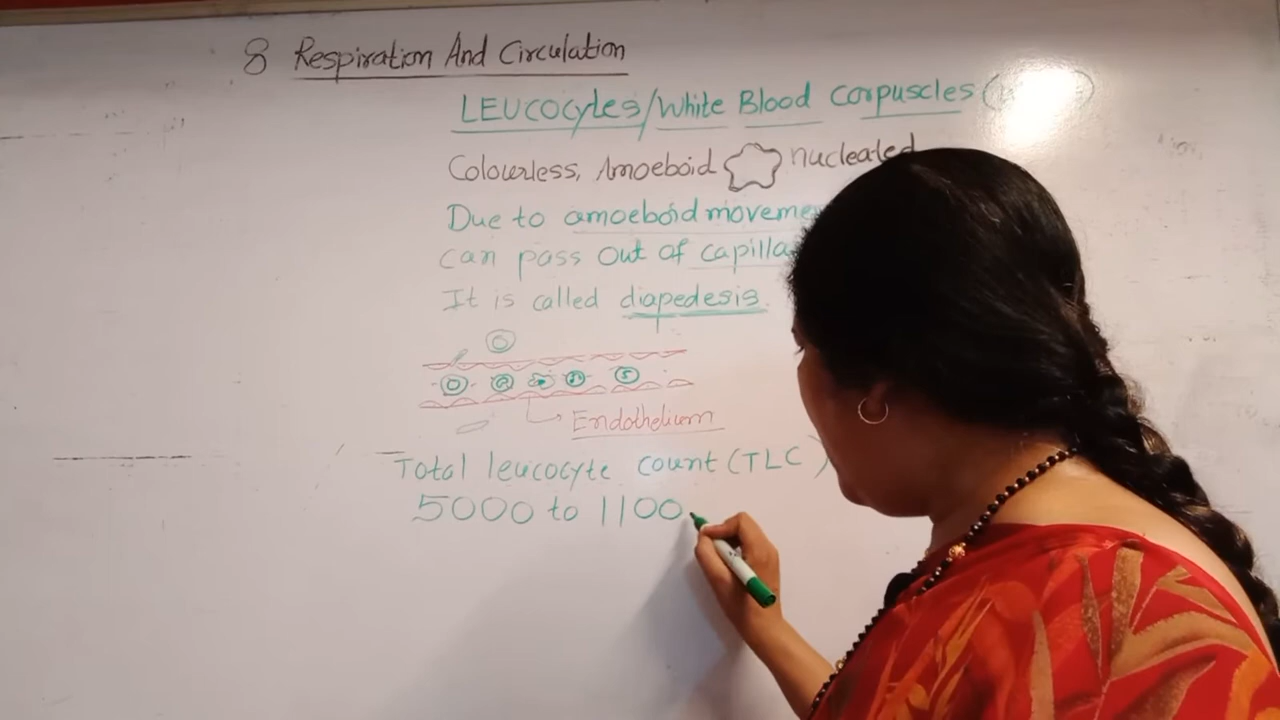 8 Respiration And Circulation
LEUCOCYtes/White Blood Corpuscles (
Colourless, Amoeboid nucleated
Due to amoeboid moveme
can pass out of capilla
It is called diapedesis.
Endothelium
Total leucocyte count (TLC)
5000 to 1100